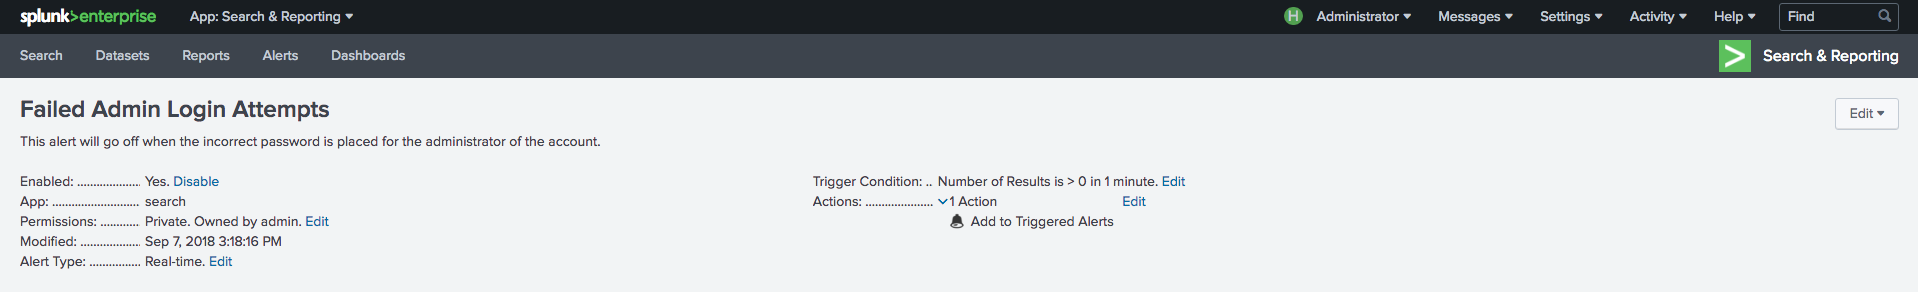 splunk>enterprise App: Search & Reporting ▾ H Administrator ▾ Messages ▾ Settings ▾ Activity ▾ Help ▾ Find
Search Datasets Reports Alerts Dashboards > Search & Reporting
Failed Admin Login Attempts Edit ▾
This alert will go off when the incorrect password is placed for the administrator of the account.
Enabled: .................... Yes. Disable
App: ........................... search
Permissions: ............ Private. Owned by admin. Edit
Modified: ................... Sep 7, 2018 3:18:16 PM
Alert Type: ................ Real-time. Edit
Trigger Condition: .. Number of Results is > 0 in 1 minute. Edit
Actions: ..................... 1 Action Edit
Add to Triggered Alerts